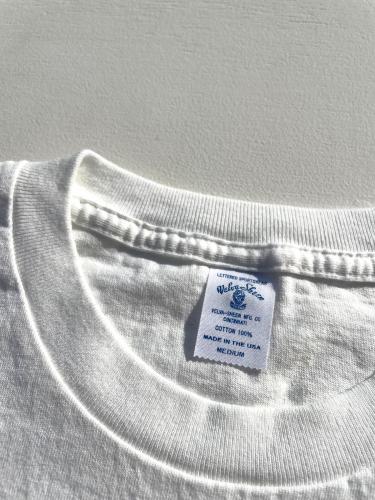 LETTERED SPORTSWEAR
Velva-Sheen
VELVA-SHEEN MFG. CO.
CINCINNATI
COTTON 100%
MADE IN THE USA
MEDIUM